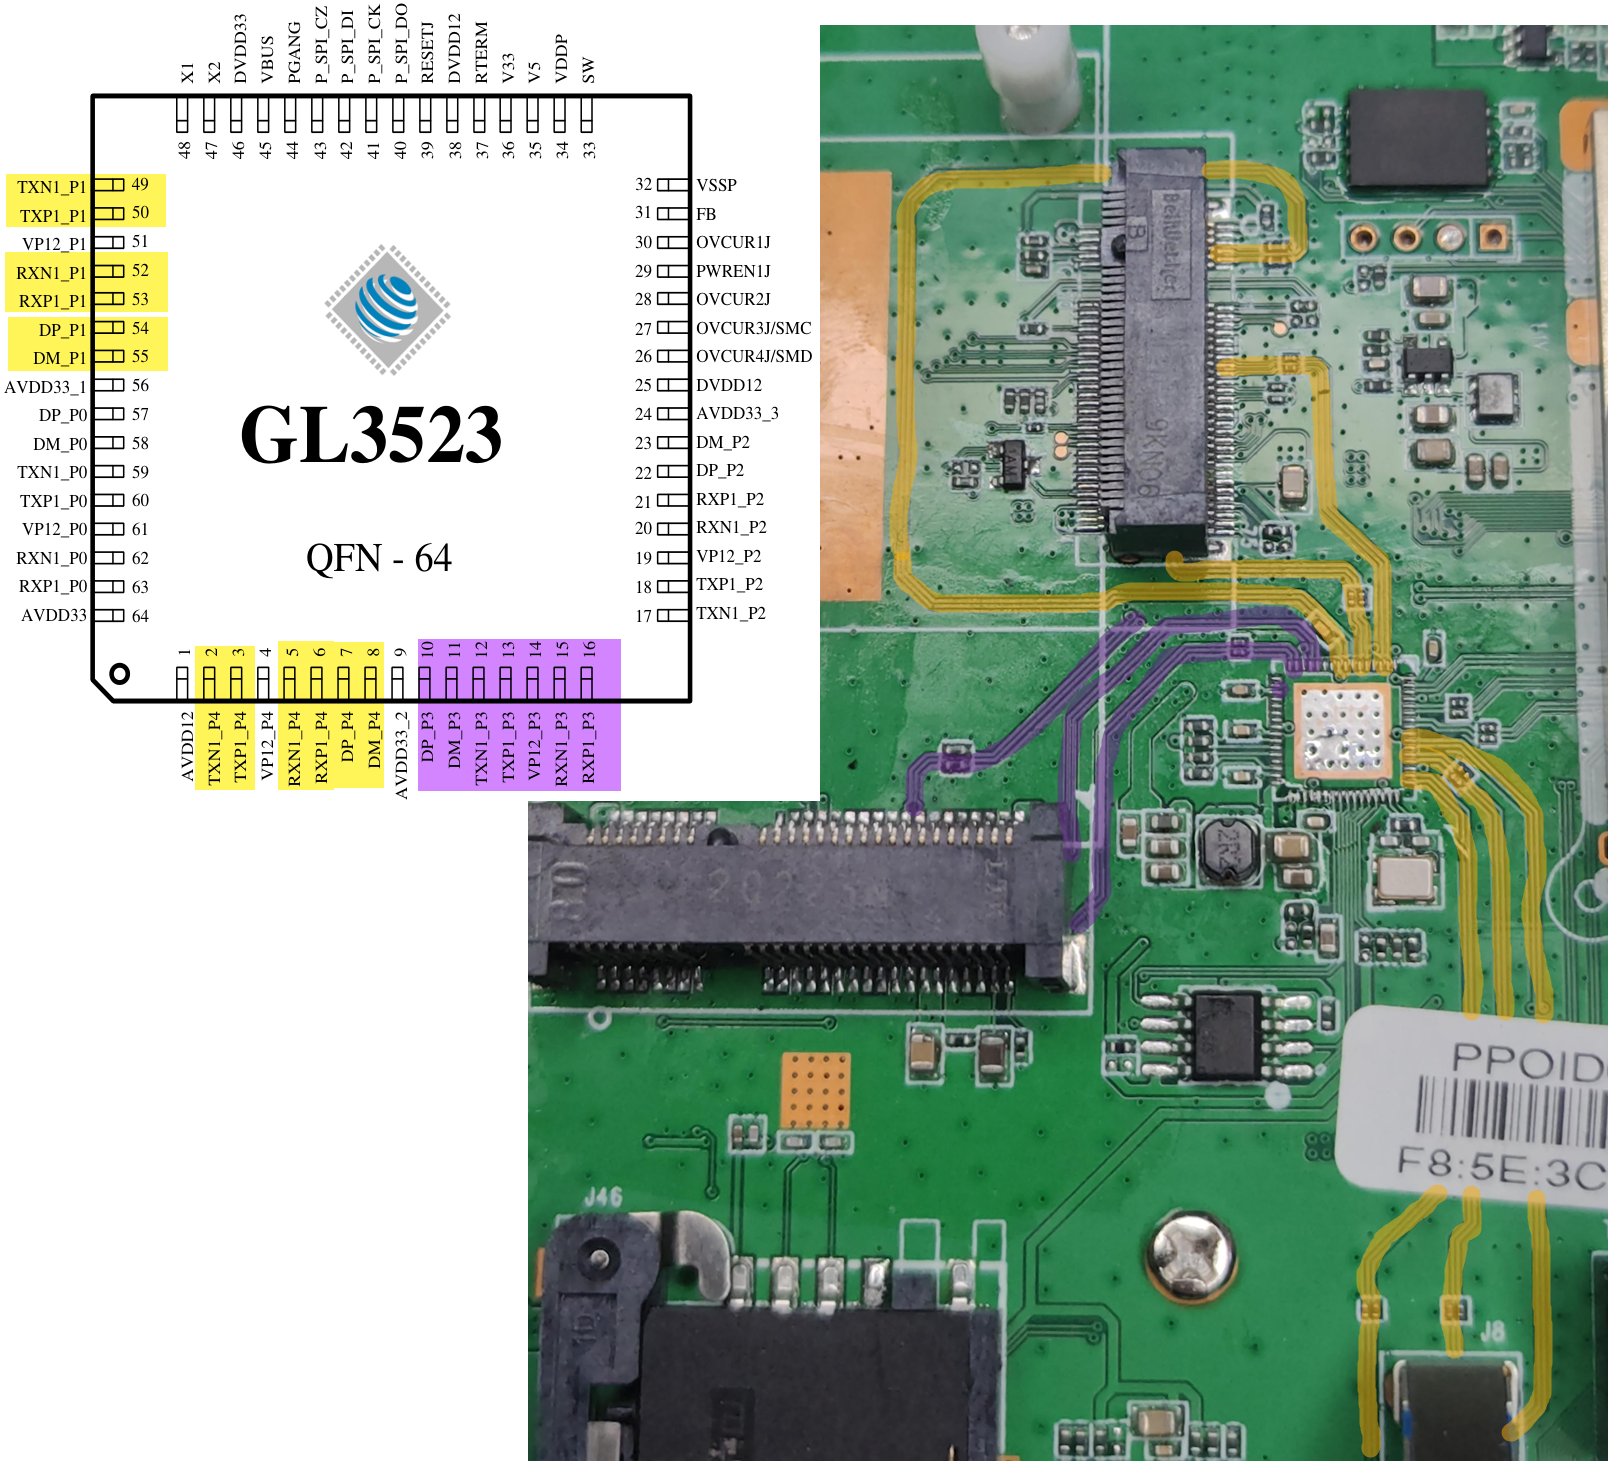 X1
X2
DVDD33
VBUS
PGANG
P_SPI_CZ
P_SPI_DI
P_SPI_CK
P_SPI_DO
RESETJ
DVDD12
RTERM
V33
V5
VDDP
SW
48
47
46
45
44
43
42
41
40
39
38
37
36
35
34
33
TXN1_P1 49
TXP1_P1 50
VP12_P1 51
RXN1_P1 52
RXP1_P1 53
DP_P1 54
DM_P1 55
AVDD33_1 56
DP_P0 57
DM_P0 58
TXN1_P0 59
TXP1_P0 60
VP12_P0 61
RXN1_P0 62
RXP1_P0 63
AVDD33 64
32 VSSP
31 FB
30 OVCUR1J
29 PWREN1J
28 OVCUR2J
27 OVCUR3J/SMC
26 OVCUR4J/SMD
25 DVDD12
24 AVDD33_3
23 DM_P2
22 DP_P2
21 RXP1_P2
20 RXN1_P2
19 VP12_P2
18 TXP1_P2
17 TXN1_P2
GL3523
QFN - 64
1
2
3
4
5
6
7
8
9
10
11
12
13
14
15
16
AVDD12
TXN1_P4
TXP1_P4
VP12_P4
RXN1_P4
RXP1_P4
DP_P4
DM_P4
AVDD33_2
DP_P3
DM_P3
TXN1_P3
TXP1_P3
VP12_P3
RXN1_P3
RXP1_P3
B
Bellwether
9KN06
AM
2R2
PPOID
F8:5E:3C
J46
J8